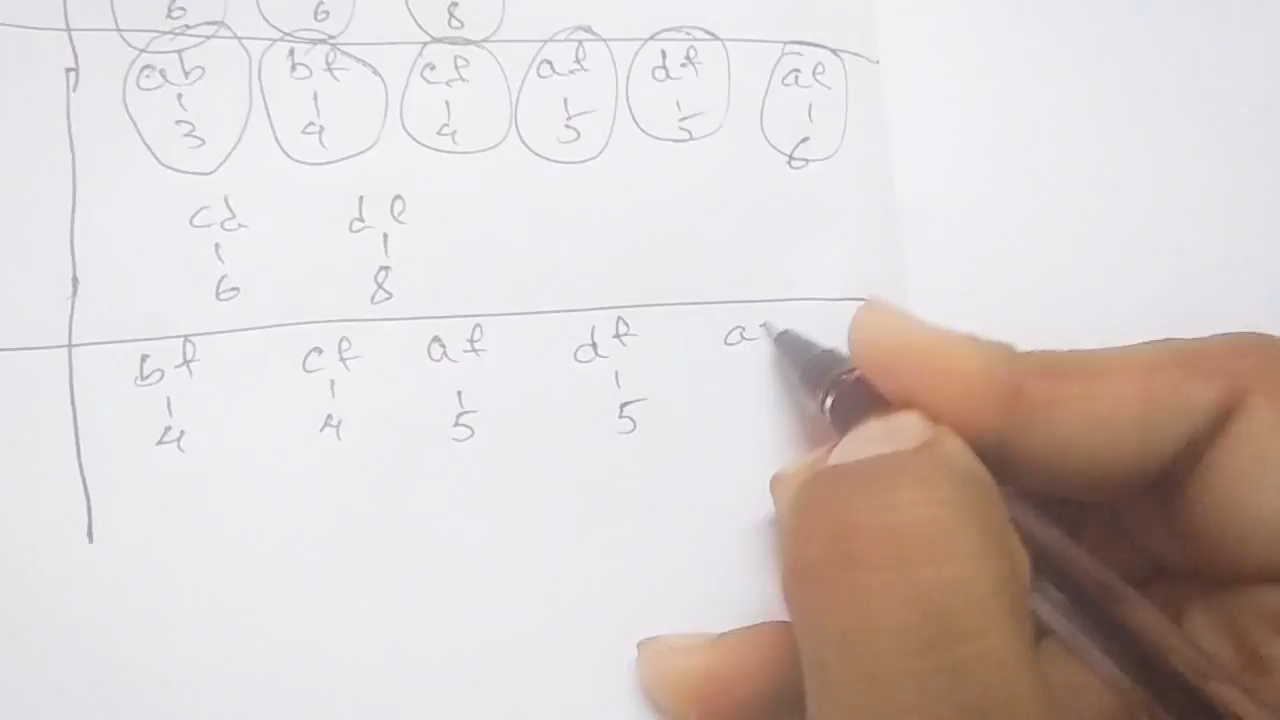 6 6 8
ab bf cf af df ae
3 4 4 5 5 6
cd de
6 8
bf cf af df a
4 4 5 5